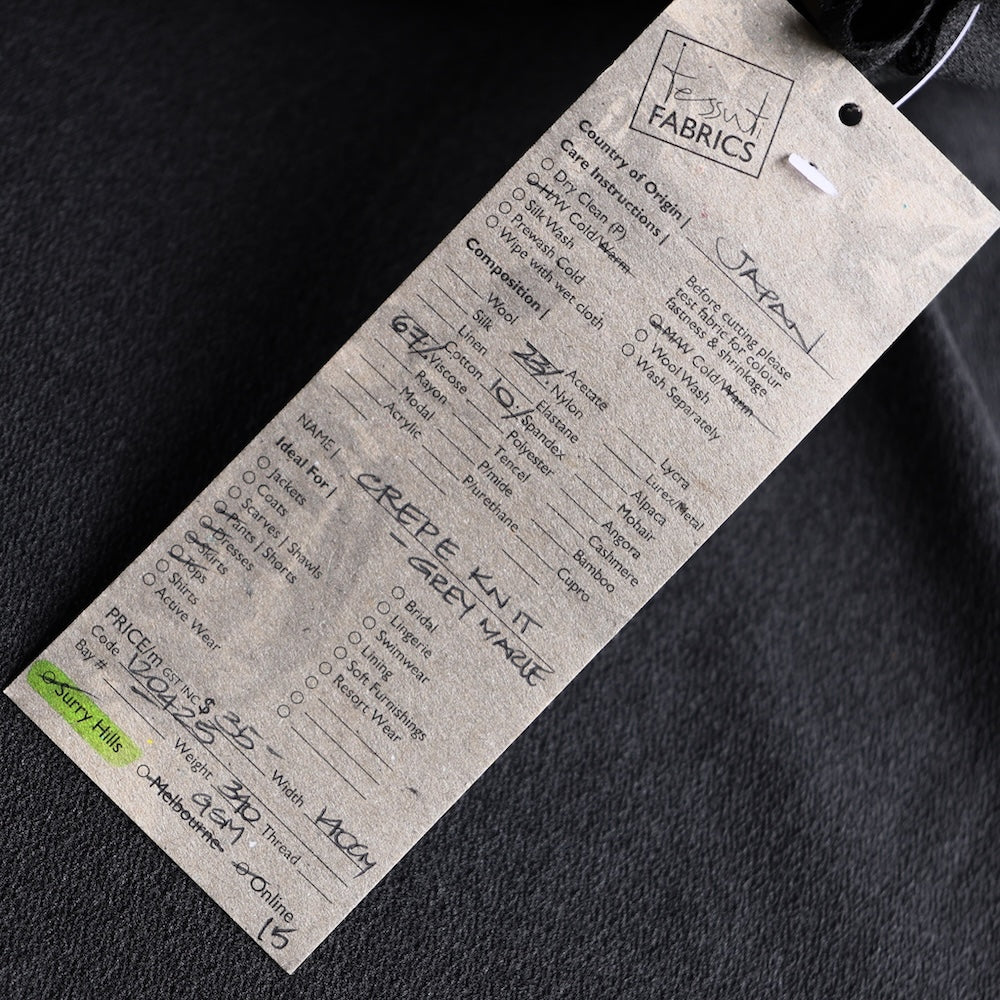 tessuti
FABRICS
Country of Origin | JAPAN
Care Instructions |
Dry Clean (P)
H/W Cold/Warm
Silk Wash
Prewash Cold
Wipe with wet cloth
Before cutting please
test fabric for colour
fastness & shrinkage
M/W Cold/Warm
Wool Wash
Wash Separately
Composition |
Wool
Silk
Linen
67/ Cotton
Viscose
Rayon
Modal
Acrylic
Acetate
23/ Nylon
Elastane
10/ Spandex
Polyester
Tencel
P/mide
P/urethane
Lycra
Lurex/Metal
Alpaca
Mohair
Angora
Cashmere
Bamboo
Cupro
NAME | CREPE KNIT
GREY MARLE
Ideal For |
Jackets
Coats
Scarves | Shawls
Pants | Shorts
Dresses
Skirts
Tops
Shirts
Active Wear
Bridal
Lingerie
Swimwear
Lining
Soft Furnishings
Resort Wear
PRICE/m GST INC $ 35-
Code 120425 Width 140CM
Bay # Weight 340 GSM Thread
Surry Hills Melbourne Online
15